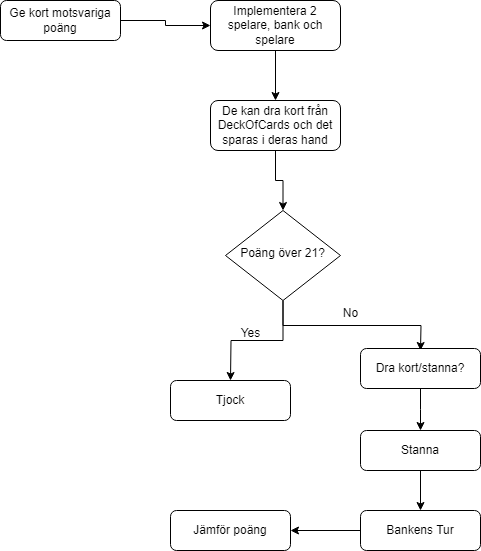 Ge kort motsvariga
poäng
Implementera 2
spelare, bank och
spelare
De kan dra kort från
DeckOfCards och det
sparas i deras hand
Poäng över 21?
No
Yes
Dra kort/stanna?
Tjock
Stanna
Jämför poäng
Bankens Tur